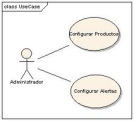 class UseCase
Configurar Productos
Administrador
Configurar Alertas